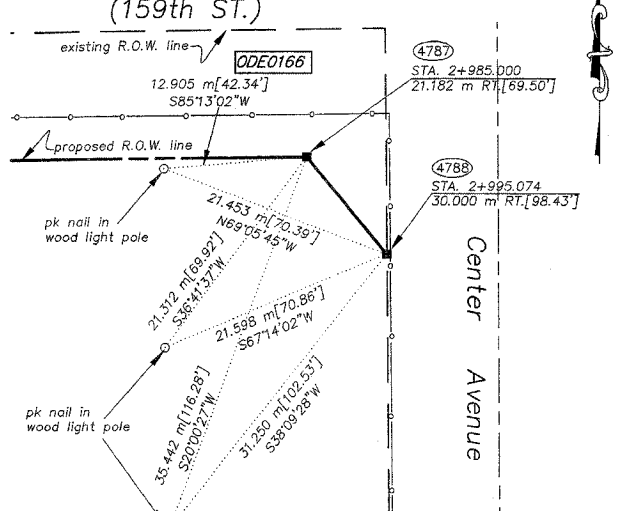 (159th ST.)
existing R.O.W. line
ODE0166
12.905 m[42.34']
S85°13'02"W
4787
STA. 2+985.000
21.182 m RT.[69.50']
proposed R.O.W. line
4788
STA. 2+995.074
30.000 m RT.[98.43']
pk nail in
wood light pole
21.453 m[70.39']
N69°05'45"W
21.312 m[69.92']
S36°41'37"W
21.598 m[70.86']
S67°14'02"W
Center Avenue
pk nail in
wood light pole
35.442 m[116.28']
S20°00'27"W
31.250 m[102.53']
S38°09'28"W